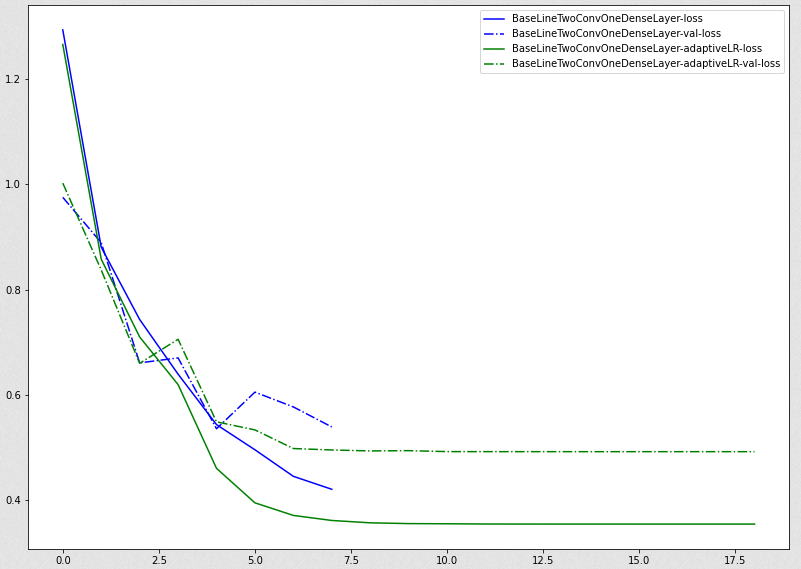 BaseLineTwoConvOneDenseLayer-loss
BaseLineTwoConvOneDenseLayer-val-loss
BaseLineTwoConvOneDenseLayer-adaptiveLR-loss
BaseLineTwoConvOneDenseLayer-adaptiveLR-val-loss
1.2
1.0
0.8
0.6
0.4
0.0 2.5 5.0 7.5 10.0 12.5 15.0 17.5